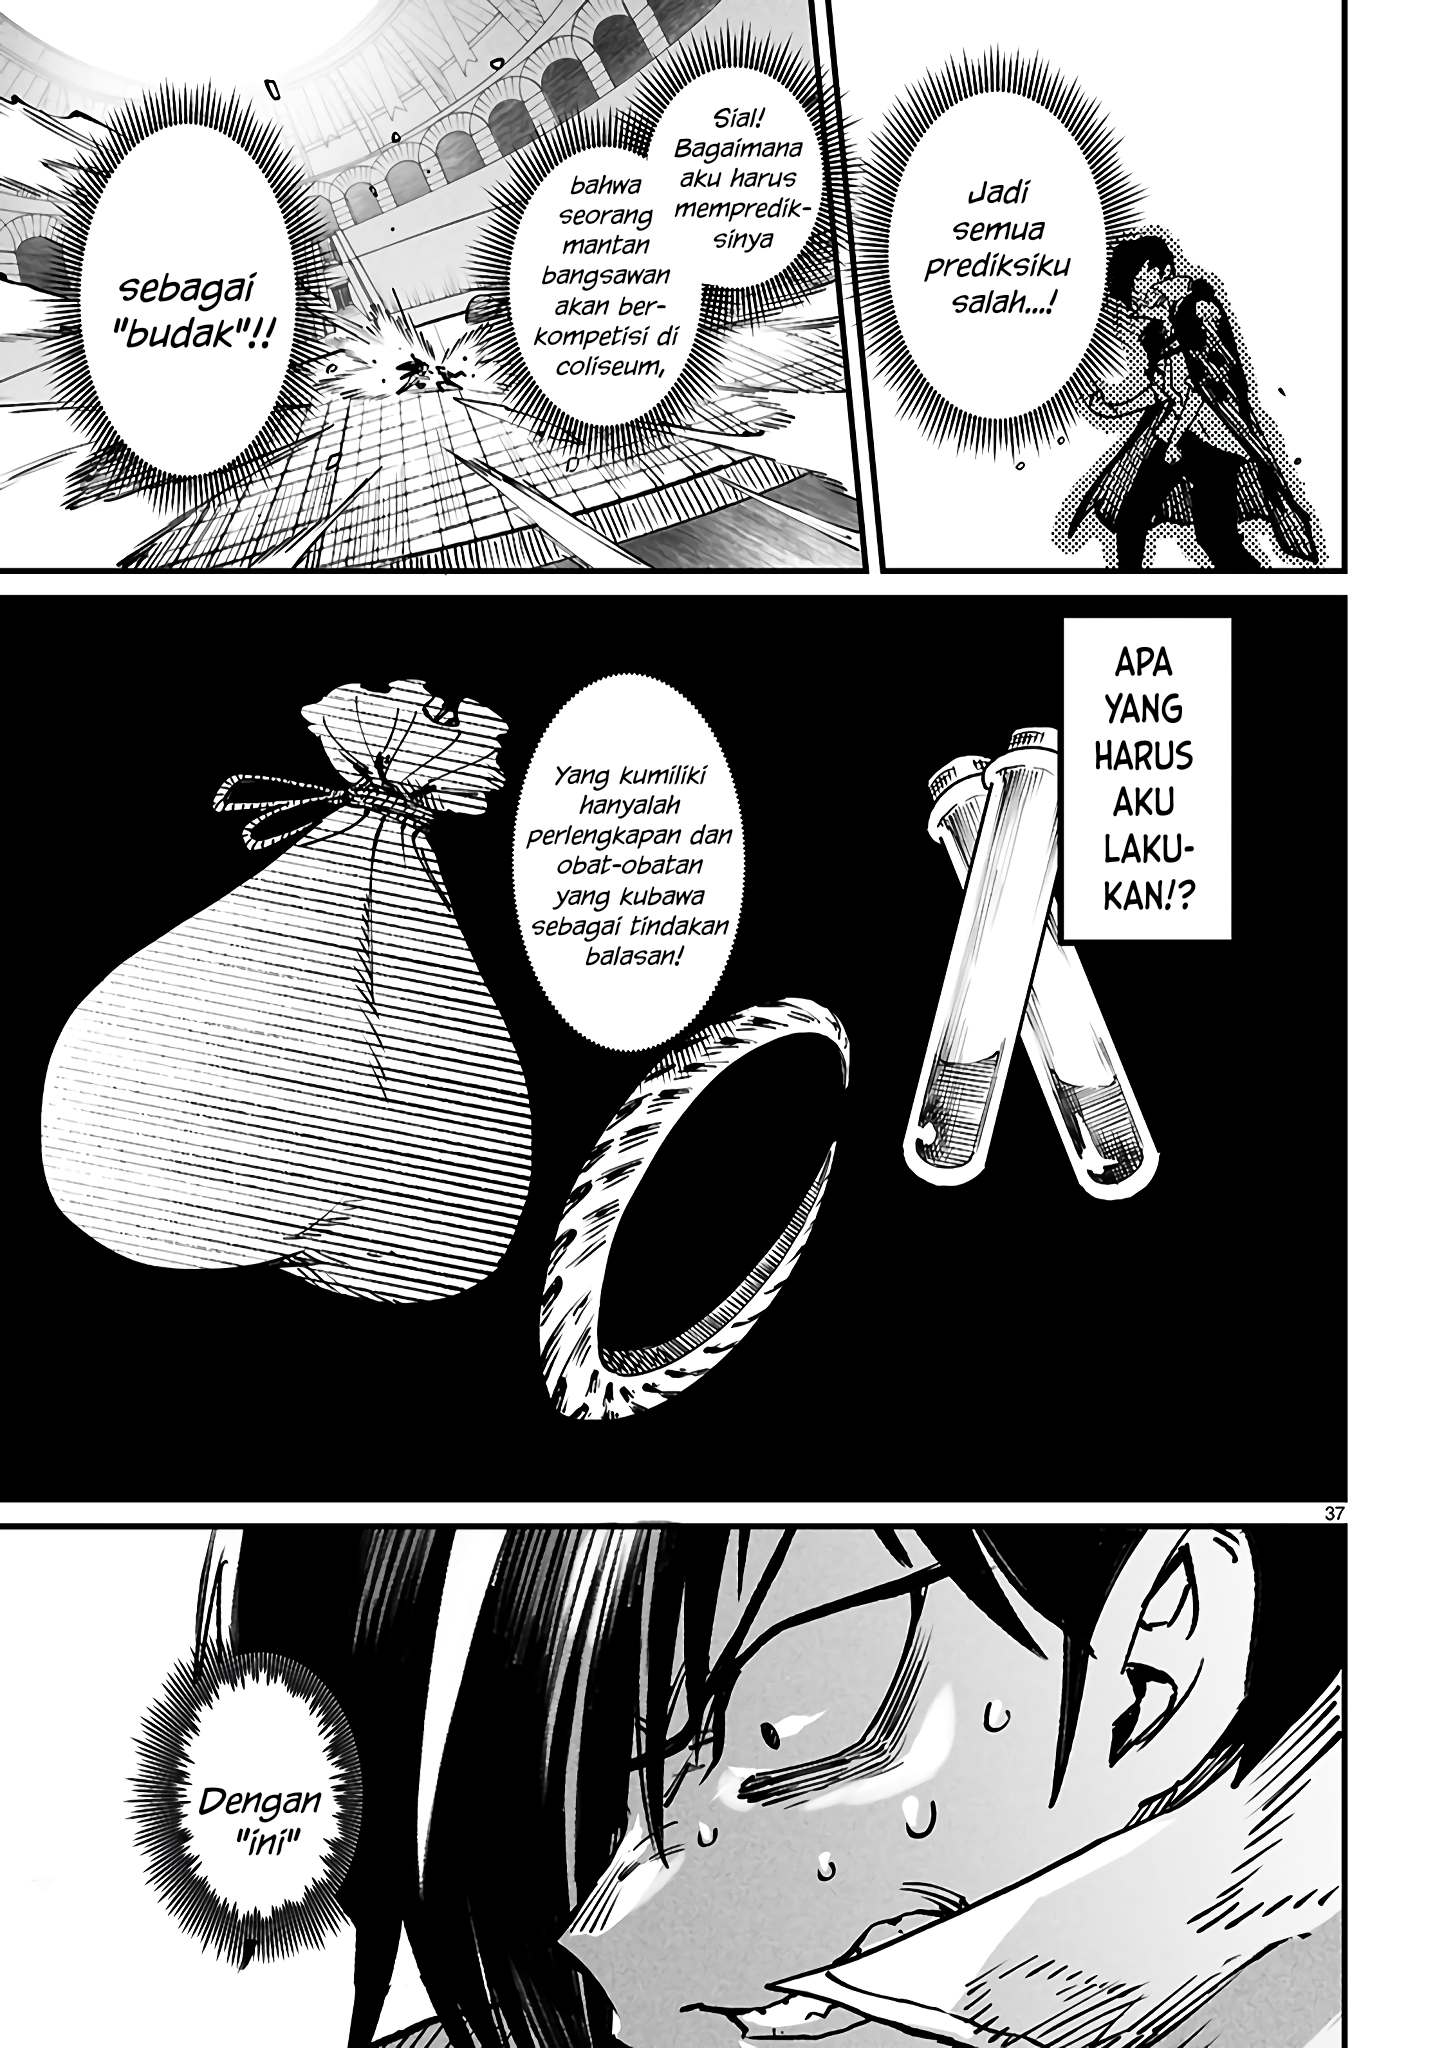 Jadi
semua
prediksiku
salah...!
Sial!
Bagaimana
aku harus
mempredik-
sinya
bahwa
seorang
mantan
bangsawan
akan ber-
kompetisi di
coliseum,
sebagai
"budak"!!
APA
YANG
HARUS
AKU
LAKU-
KAN!?
Yang kumiliki
hanyalah
perlengkapan dan
obat-obatan
yang kubawa
sebagai tindakan
balasan!
37
Dengan
"ini"